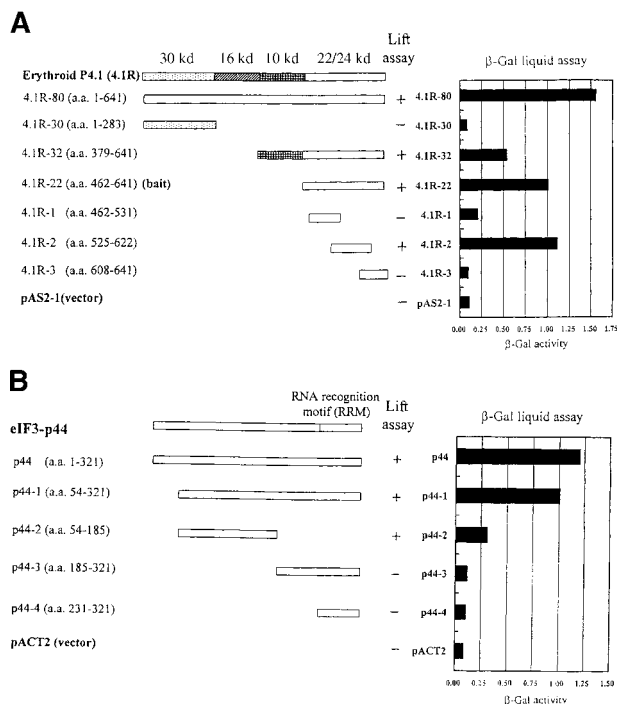 A
30 kd 16 kd 10 kd 22/24 kd Lift assay
β-Gal liquid assay
Erythroid P4.1 (4.1R)
4.1R-80 (a.a. 1-641) + 4.1R-80
4.1R-30 (a.a. 1-283) − 4.1R-30
4.1R-32 (a.a. 379-641) + 4.1R-32
4.1R-22 (a.a. 462-641) (bait) + 4.1R-22
4.1R-1 (a.a. 462-531) − 4.1R-1
4.1R-2 (a.a. 525-622) + 4.1R-2
4.1R-3 (a.a. 608-641) − 4.1R-3
pAS2-1(vector) − pAS2-1
0.00 0.25 0.50 0.75 1.00 1.25 1.50 1.75
β-Gal activity
B
RNA recognition motif (RRM) Lift assay
β-Gal liquid assay
eIF3-p44
p44 (a.a. 1-321) + p44
p44-1 (a.a. 54-321) + p44-1
p44-2 (a.a. 54-185) + p44-2
p44-3 (a.a. 185-321) − p44-3
p44-4 (a.a. 231-321) − p44-4
pACT2 (vector) − pACT2
0.00 0.25 0.50 0.75 1.00 1.25 1.50
β-Gal activity